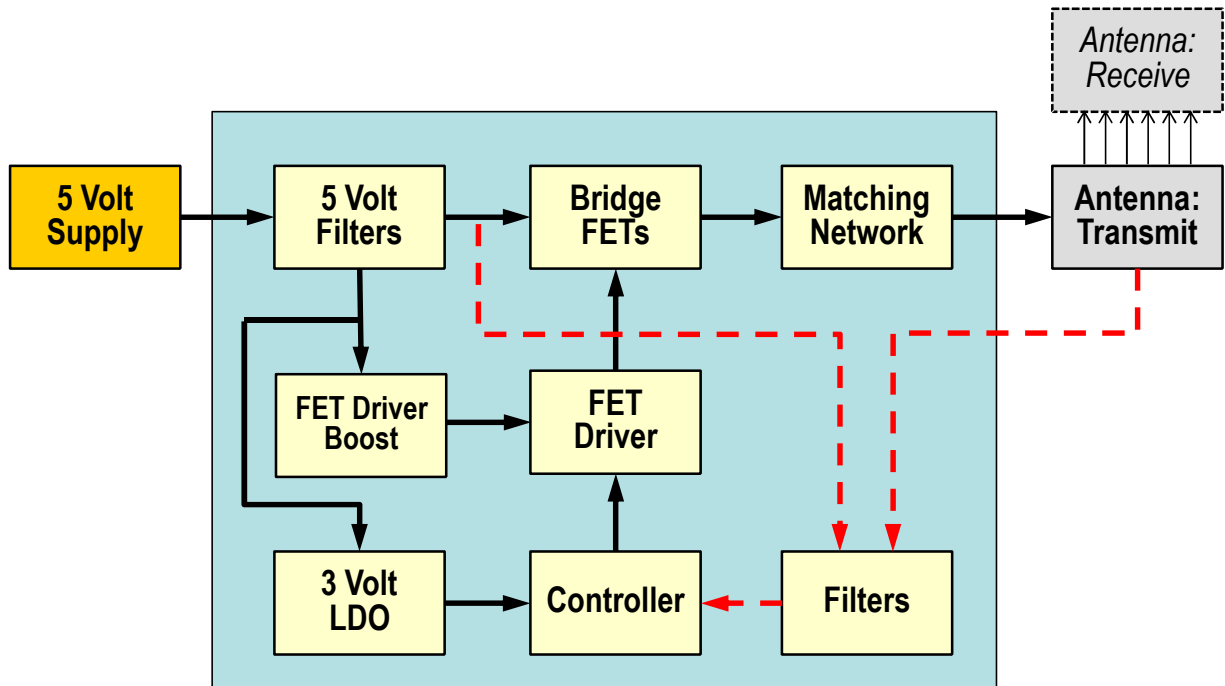 Antenna:
Receive
5 Volt
Supply
5 Volt
Filters
Bridge
FETs
Matching
Network
Antenna:
Transmit
FET Driver
Boost
FET
Driver
3 Volt
LDO
Controller
Filters